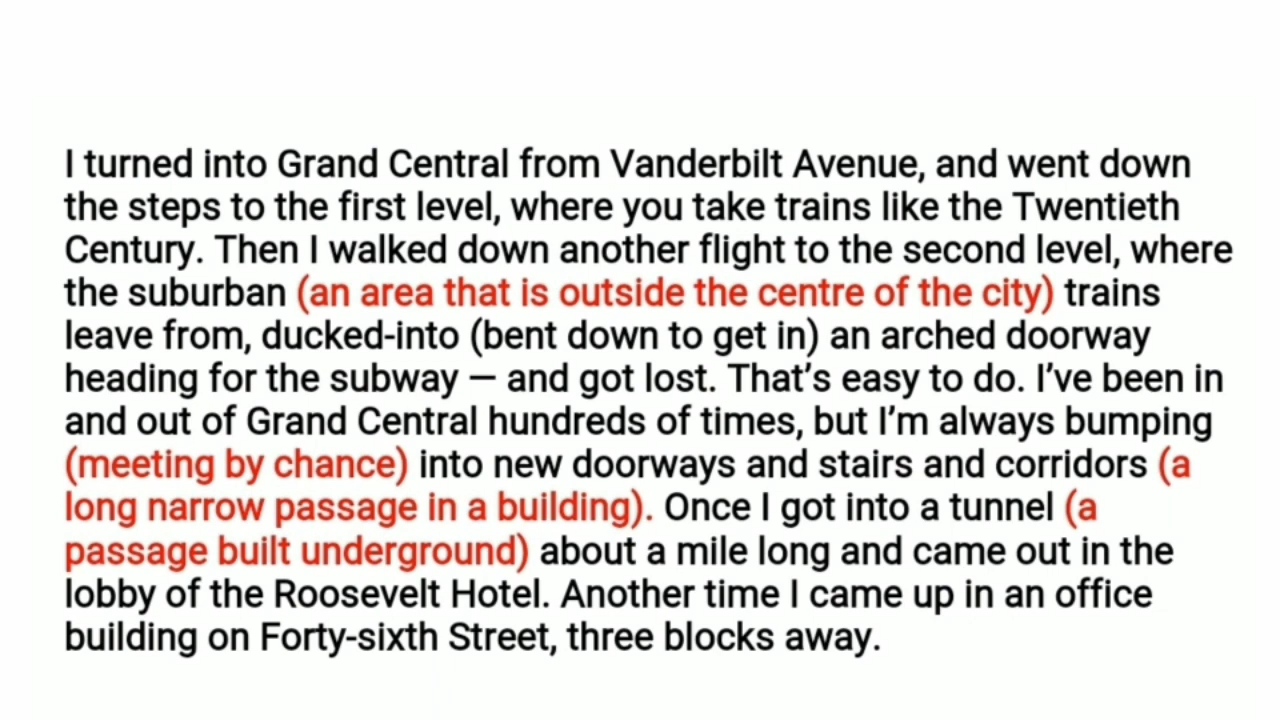 I turned into Grand Central from Vanderbilt Avenue, and went down
the steps to the first level, where you take trains like the Twentieth
Century. Then I walked down another flight to the second level, where
the suburban (an area that is outside the centre of the city) trains
leave from, ducked-into (bent down to get in) an arched doorway
heading for the subway — and got lost. That’s easy to do. I’ve been in
and out of Grand Central hundreds of times, but I’m always bumping
(meeting by chance) into new doorways and stairs and corridors (a
long narrow passage in a building). Once I got into a tunnel (a
passage built underground) about a mile long and came out in the
lobby of the Roosevelt Hotel. Another time I came up in an office
building on Forty-sixth Street, three blocks away.